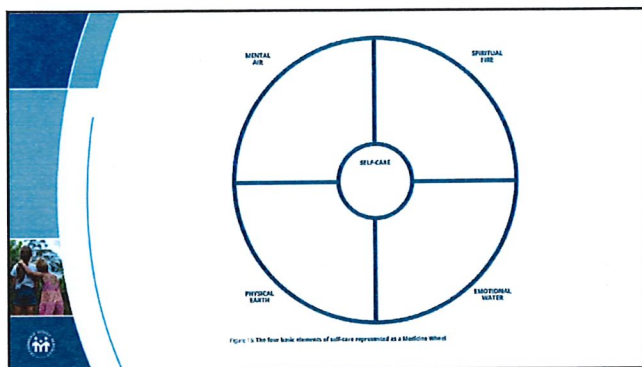 MENTAL
AIR
SPIRITUAL
FIRE
SELF-CARE
PHYSICAL
EARTH
EMOTIONAL
WATER
The four basic elements of self-care represented as a Medicine Wheel